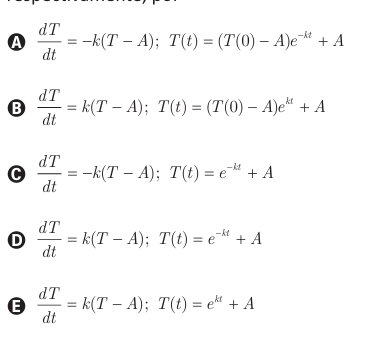 respectivamente, por
A dT/dt = –k(T – A); T(t) = (T(0) – A)e^–kt + A
B dT/dt = k(T – A); T(t) = (T(0) – A)e^kt + A
C dT/dt = –k(T – A); T(t) = e^–kt + A
D dT/dt = k(T – A); T(t) = e^–kt + A
E dT/dt = k(T – A); T(t) = e^kt + A